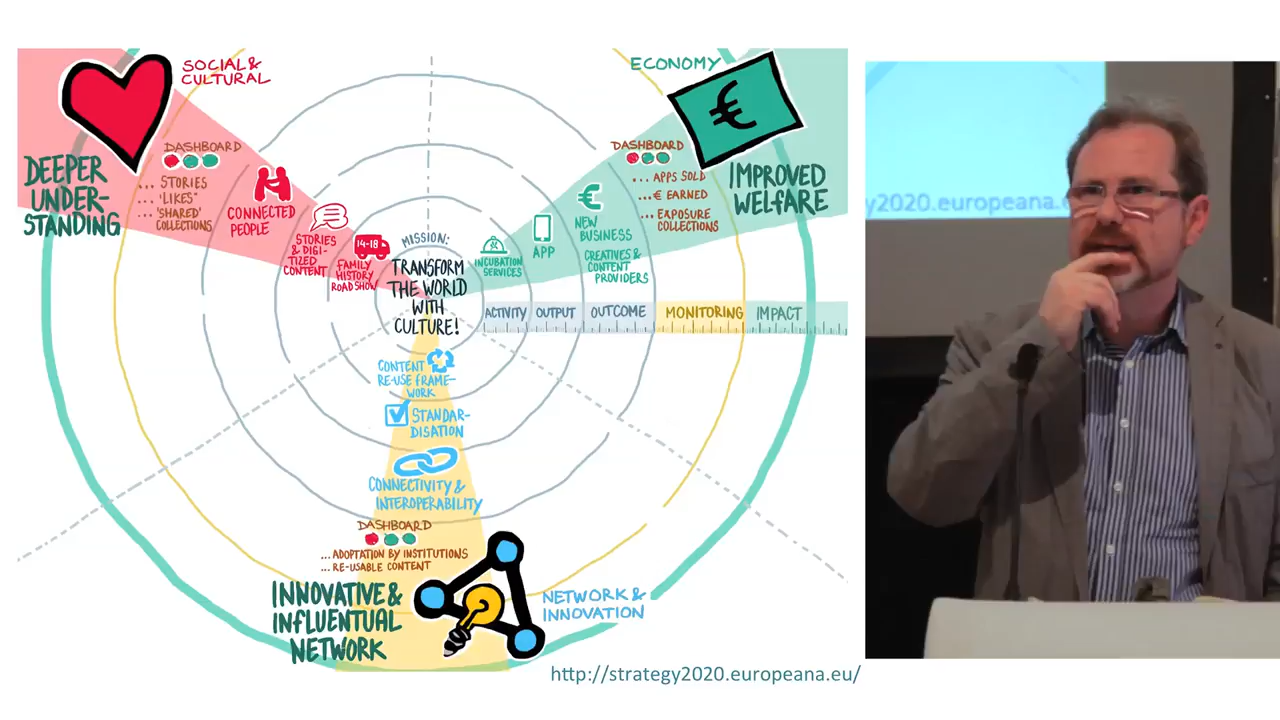 SOCIAL &
CULTURAL
DEEPER
UNDER-
STANDING
DASHBOARD
... STORIES
... 'LIKES'
... 'SHARED'
COLLECTIONS
CONNECTED
PEOPLE
STORIES
& DIGI-
TIZED
CONTENT
14-18
FAMILY
HISTORY
ROADSHOW
MISSION:
TRANSFORM
THE WORLD
WITH
CULTURE!
ECONOMY
€
IMPROVED
WELFARE
DASHBOARD
... APPS SOLD
...€ EARNED
... EXPOSURE
COLLECTIONS
€
NEW
BUSINESS
CREATIVES &
CONTENT
PROVIDERS
APP
INCUBATION
SERVICES
ACTIVITY OUTPUT OUTCOME MONITORING IMPACT
CONTENT
RE-USE FRAME-
WORK
STANDAR-
DISATION
CONNECTIVITY &
INTEROPERABILITY
DASHBOARD
... ADOPTATION BY INSTITUTIONS
... RE-USABLE CONTENT
INNOVATIVE &
INFLUENTUAL
NETWORK
NETWORK &
INNOVATION
http://strategy2020.europeana.eu/
y2020.europeana.e